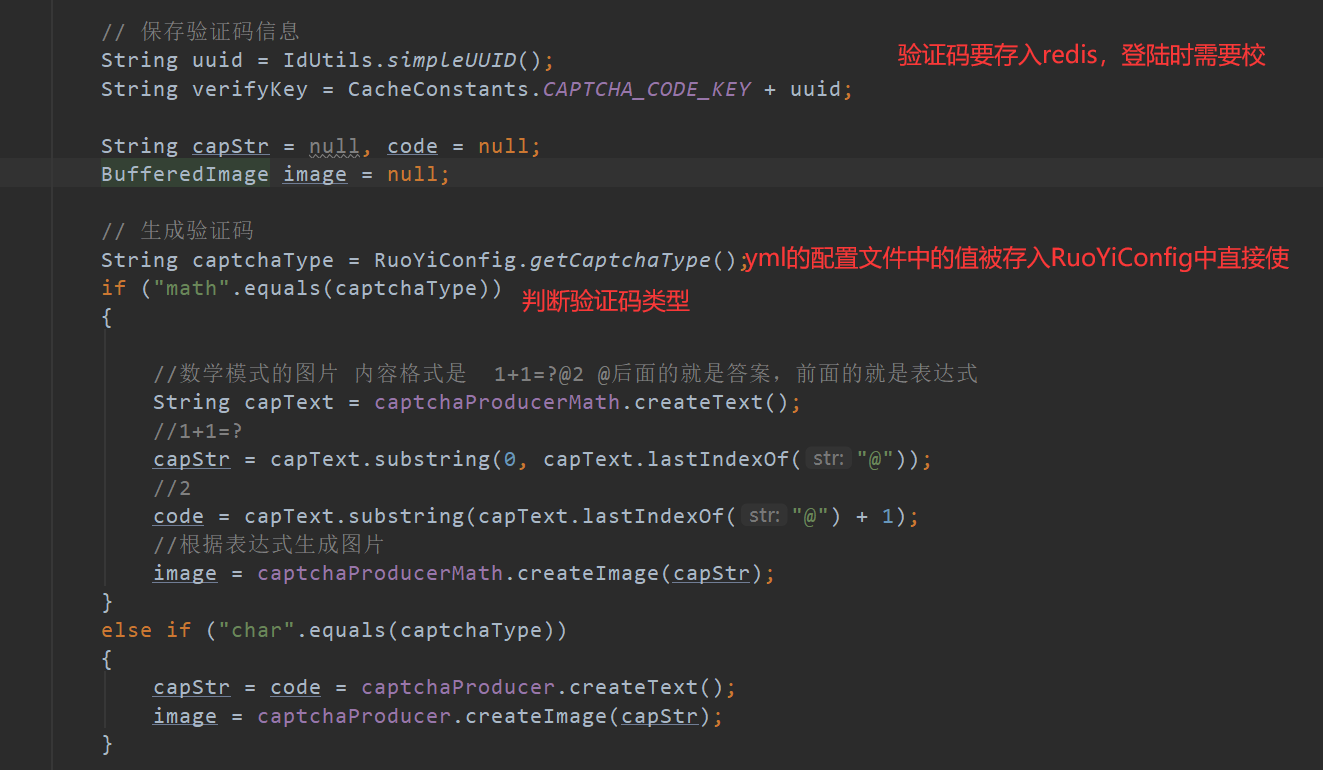 // 保存验证码信息
String uuid = IdUtils.simpleUUID();
验证码要存入redis，登陆时需要校
String verifyKey = CacheConstants.CAPTCHA_CODE_KEY + uuid;
String capStr = null, code = null;
BufferedImage image = null;
// 生成验证码
String captchaType = RuoYiConfig.getCaptchaType();
yml的配置文件中的值被存入RuoYiConfig中直接使
if ("math".equals(captchaType))
判断验证码类型
{
//数学模式的图片 内容格式是  1+1=?@2 @后面的就是答案，前面的就是表达式
String capText = captchaProducerMath.createText();
//1+1=?
capStr = capText.substring(0, capText.lastIndexOf( str: "@"));
//2
code = capText.substring(capText.lastIndexOf( str: "@") + 1);
//根据表达式生成图片
image = captchaProducerMath.createImage(capStr);
}
else if ("char".equals(captchaType))
{
capStr = code = captchaProducer.createText();
image = captchaProducer.createImage(capStr);
}